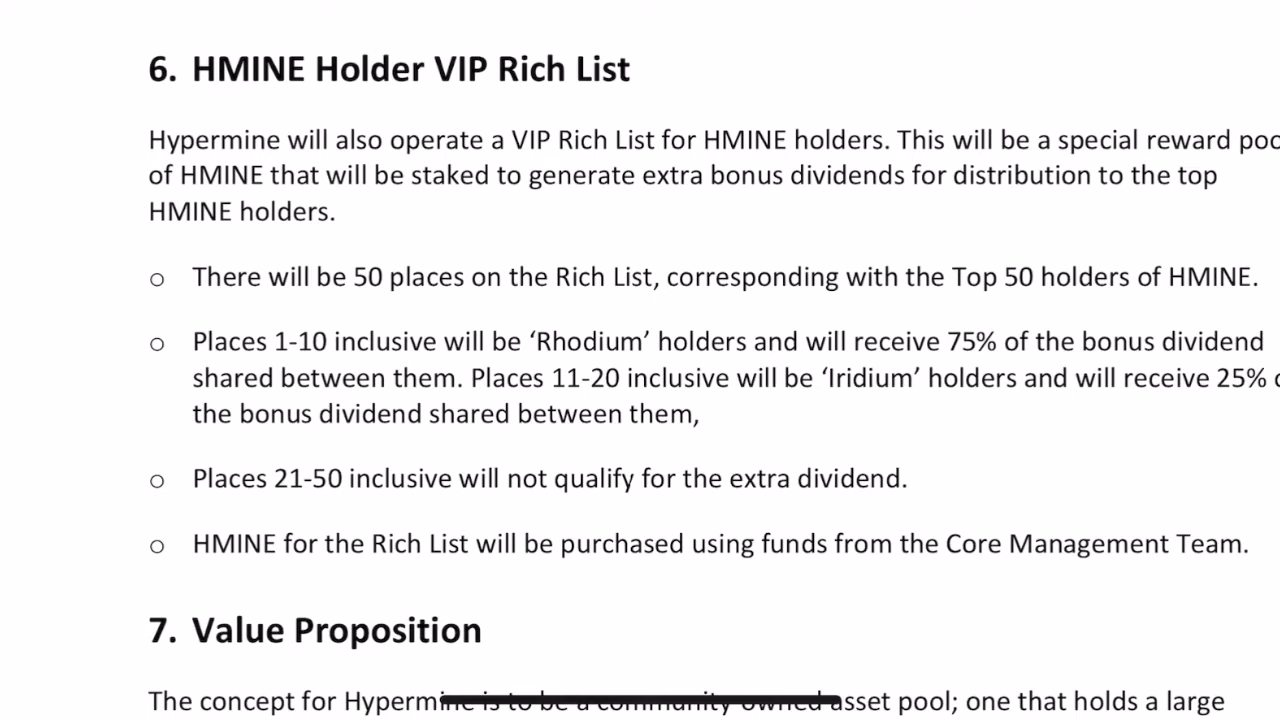 6. HMINE Holder VIP Rich List
Hypermine will also operate a VIP Rich List for HMINE holders. This will be a special reward poo
of HMINE that will be staked to generate extra bonus dividends for distribution to the top
HMINE holders.
○ There will be 50 places on the Rich List, corresponding with the Top 50 holders of HMINE.
○ Places 1-10 inclusive will be ‘Rhodium’ holders and will receive 75% of the bonus dividend
shared between them. Places 11-20 inclusive will be ‘Iridium’ holders and will receive 25%
the bonus dividend shared between them,
○ Places 21-50 inclusive will not qualify for the extra dividend.
○ HMINE for the Rich List will be purchased using funds from the Core Management Team.
7. Value Proposition
The concept for Hypermine is to be a community owned asset pool; one that holds a large